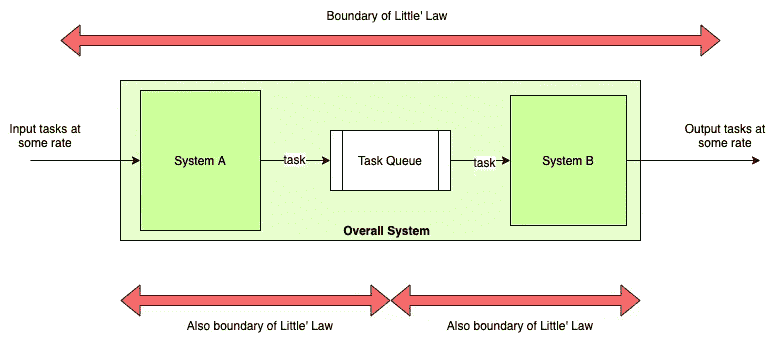 Boundary of Little' Law
Input tasks at
some rate
System A
task
Task Queue
task
System B
Output tasks at
some rate
Overall System
Also boundary of Little' Law
Also boundary of Little' Law